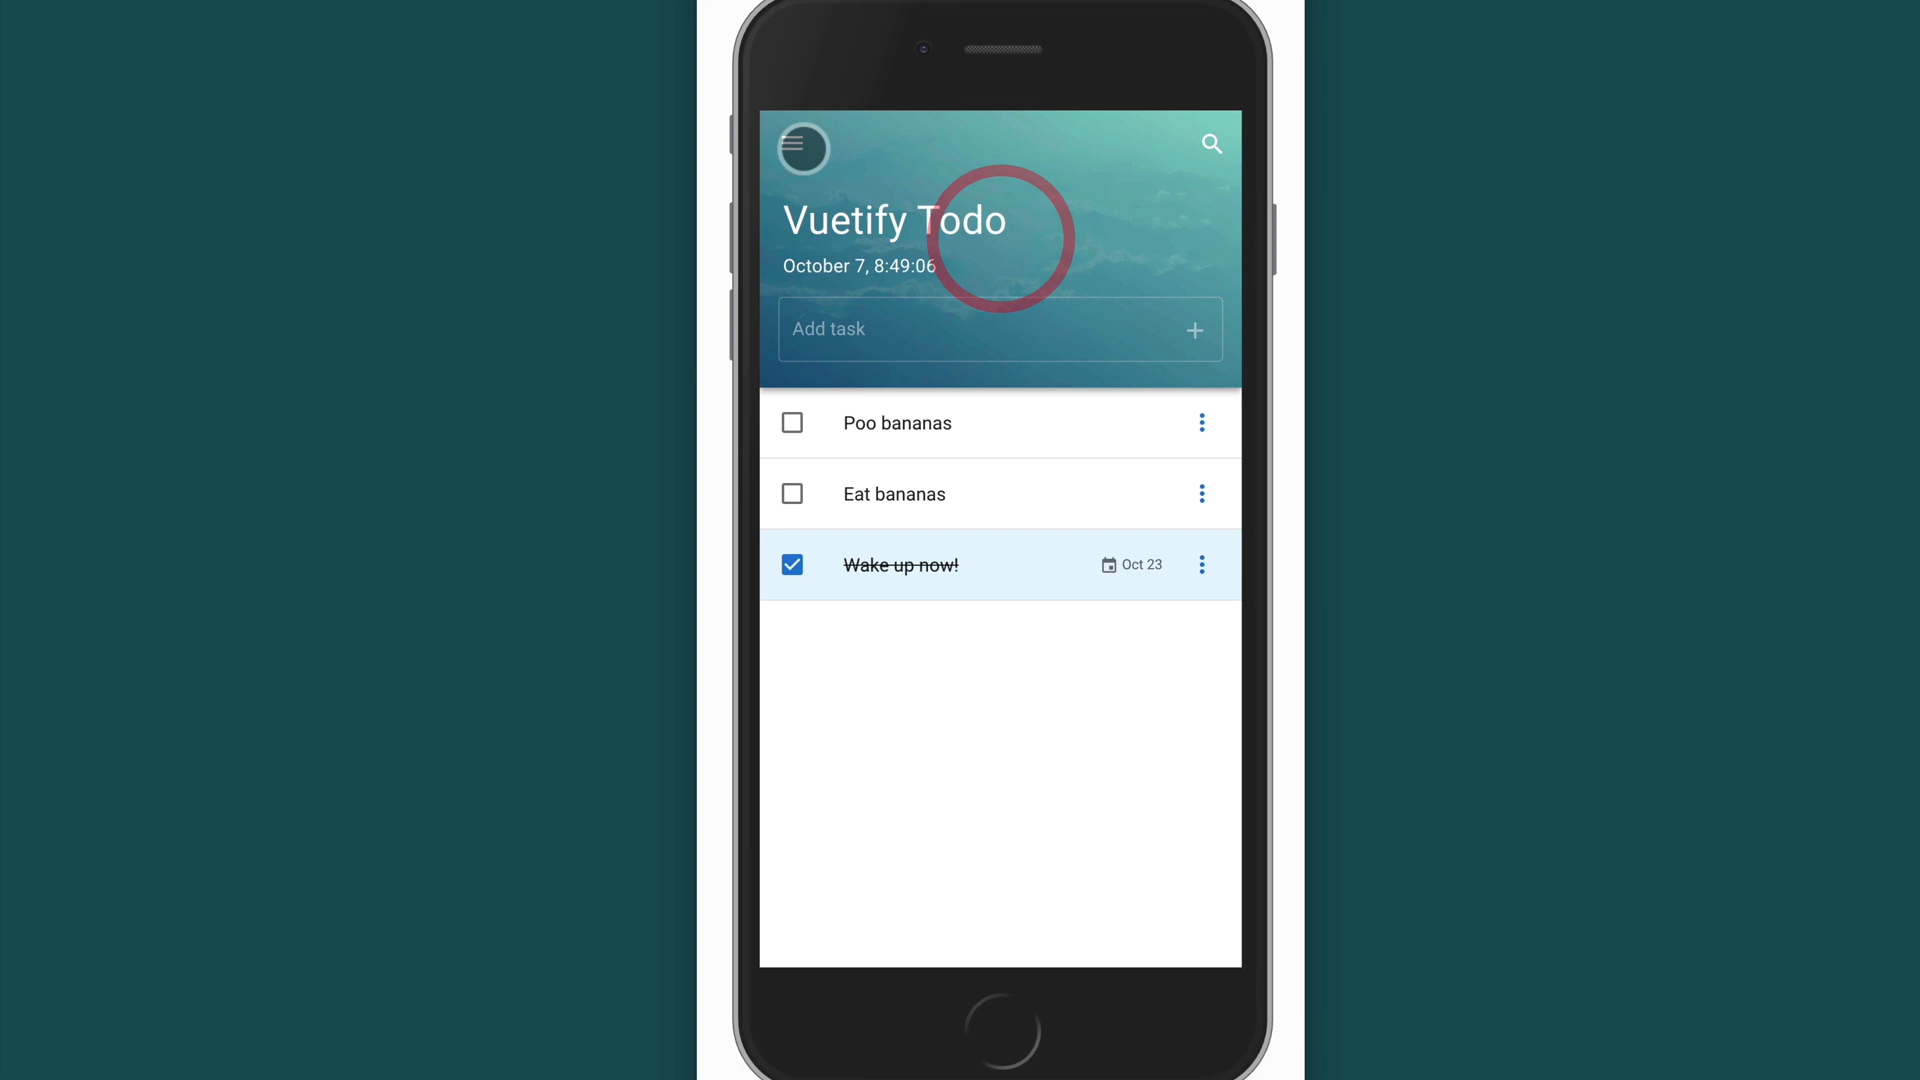 Vuetify Todo
October 7, 8:49:06
Add task
Poo bananas
Eat bananas
Wake up now! Oct 23